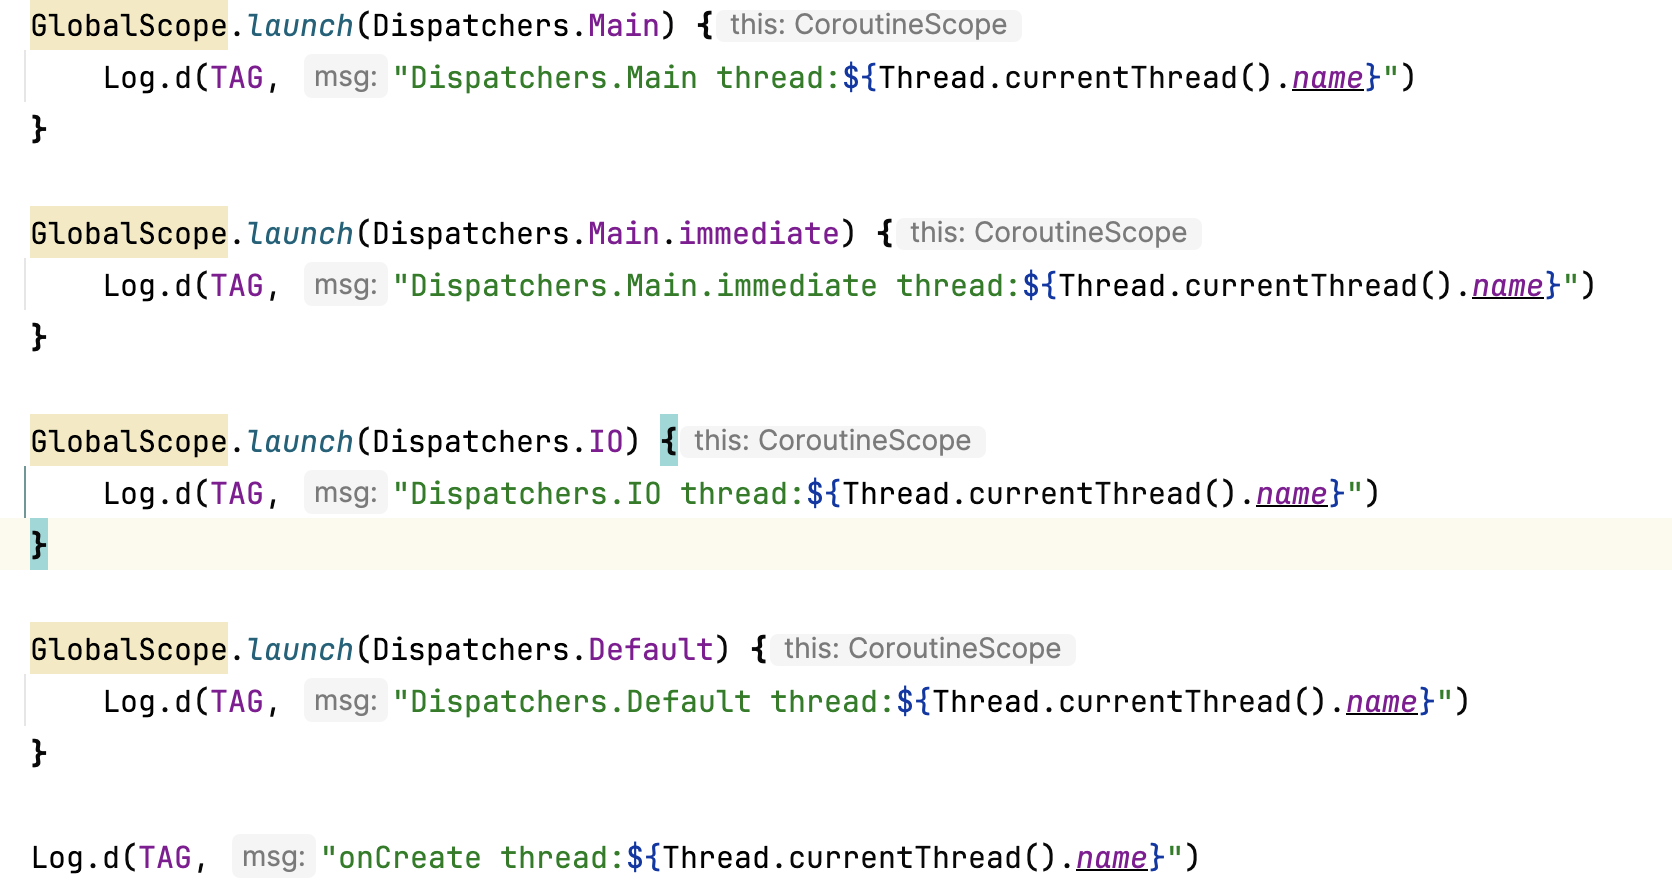 GlobalScope.launch(Dispatchers.Main) { this: CoroutineScope
    Log.d(TAG, msg: "Dispatchers.Main thread:${Thread.currentThread().name}")
}
GlobalScope.launch(Dispatchers.Main.immediate) { this: CoroutineScope
    Log.d(TAG, msg: "Dispatchers.Main.immediate thread:${Thread.currentThread().name}")
}
GlobalScope.launch(Dispatchers.IO) { this: CoroutineScope
    Log.d(TAG, msg: "Dispatchers.IO thread:${Thread.currentThread().name}")
}
GlobalScope.launch(Dispatchers.Default) { this: CoroutineScope
    Log.d(TAG, msg: "Dispatchers.Default thread:${Thread.currentThread().name}")
}
Log.d(TAG, msg: "onCreate thread:${Thread.currentThread().name}")